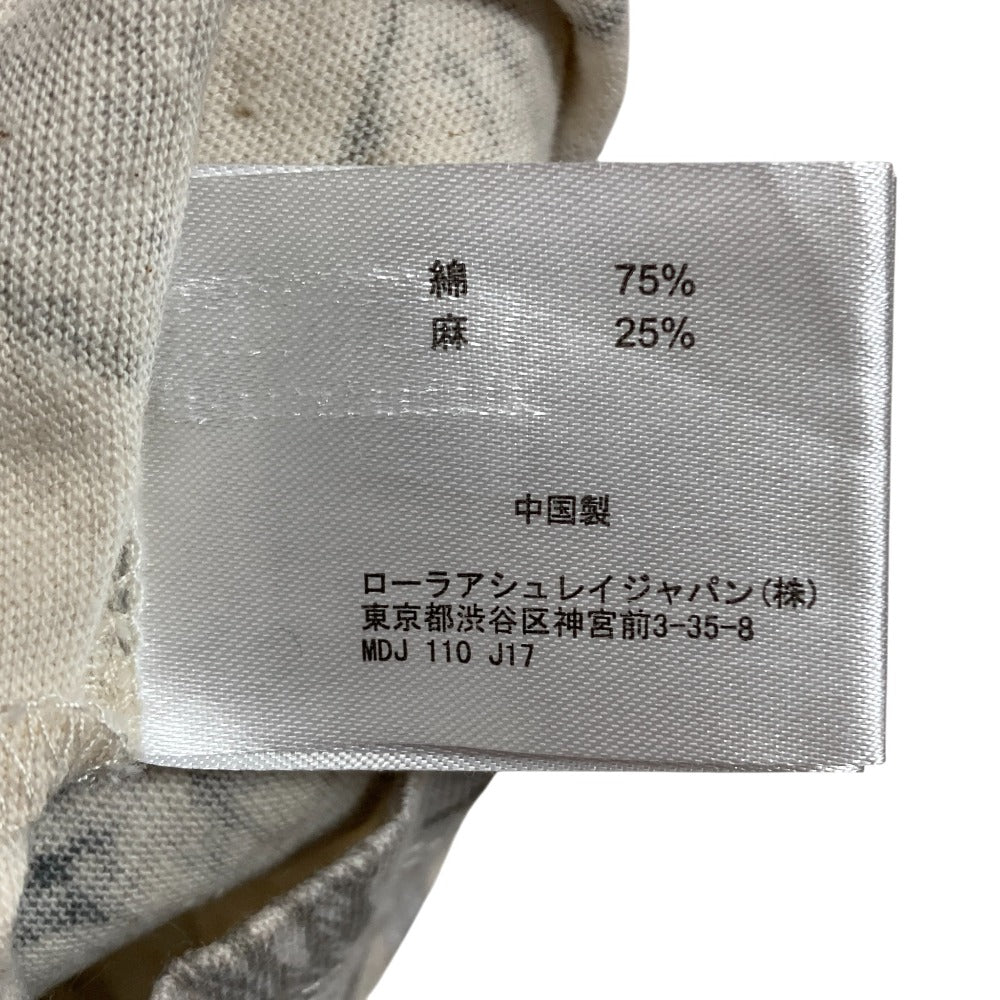 綿 75%
麻 25%
中国製
ローラアシュレイジャパン(株)
東京都渋谷区神宮前3-35-8
MDJ 110 J17